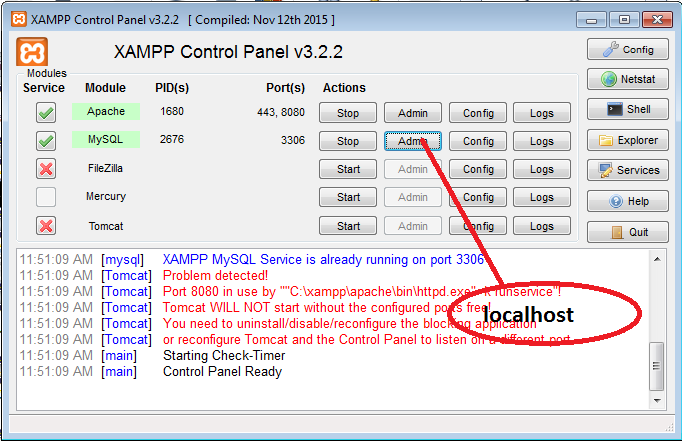 XAMPP Control Panel v3.2.2 [ Compiled: Nov 12th 2015 ]
XAMPP Control Panel v3.2.2
Config
Modules
Service Module PID(s) Port(s) Actions
Netstat
Apache 1680 443, 8080 Stop Admin Config Logs
Shell
MySQL 2676 3306 Stop Admin Config Logs
Explorer
FileZilla Start Admin Config Logs
Services
Mercury Start Admin Config Logs
Help
Tomcat Start Admin Config Logs
Quit
11:51:09 AM [mysql] XAMPP MySQL Service is already running on port 3306
11:51:09 AM [Tomcat] Problem detected!
11:51:09 AM [Tomcat] Port 8080 in use by ""C:\xampp\apache\bin\httpd.exe" -k runservice"!
11:51:09 AM [Tomcat] Tomcat WILL NOT start without the configured ports free!
localhost
11:51:09 AM [Tomcat] You need to uninstall/disable/reconfigure the blocking application
11:51:09 AM [Tomcat] or reconfigure Tomcat and the Control Panel to listen on a different port
11:51:09 AM [main] Starting Check-Timer
11:51:09 AM [main] Control Panel Ready